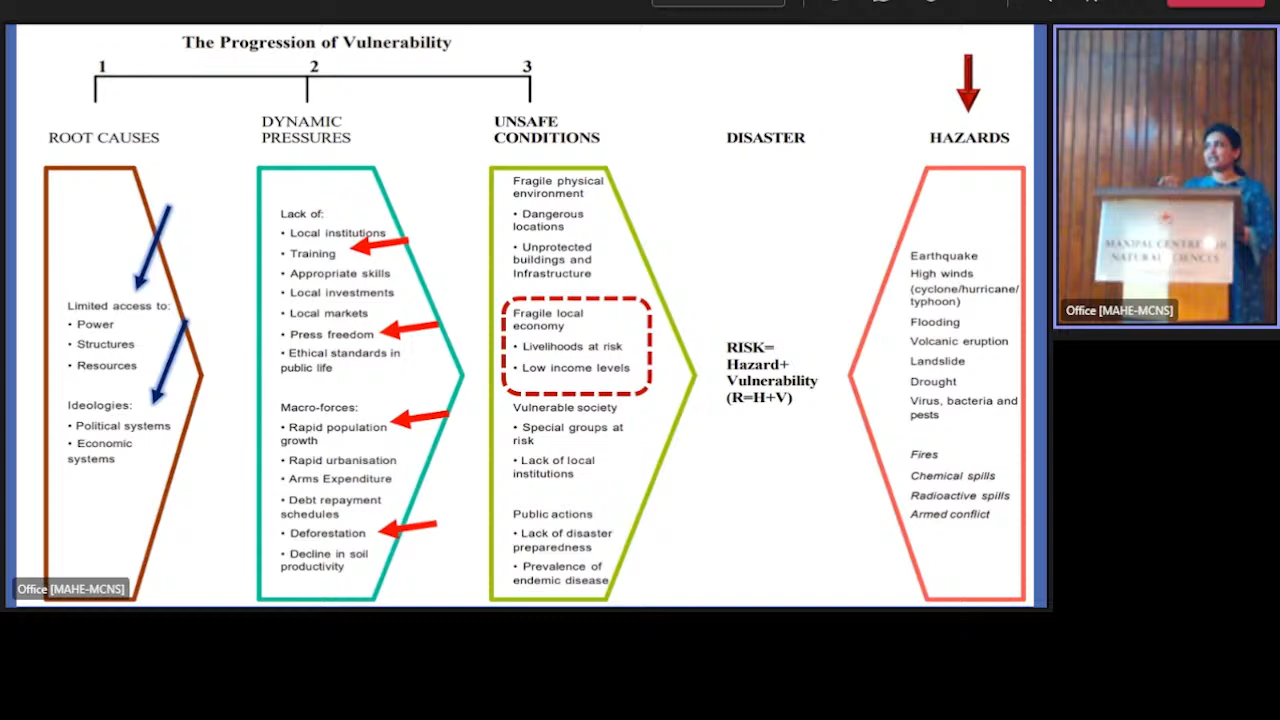 The Progression of Vulnerability
1
2
3
ROOT CAUSES
DYNAMIC
PRESSURES
UNSAFE
CONDITIONS
DISASTER
HAZARDS
Limited access to:
• Power
• Structures
• Resources
Ideologies:
• Political systems
• Economic
systems
Lack of:
• Local institutions
• Training
• Appropriate skills
• Local investments
• Local markets
• Press freedom
• Ethical standards in
public life
Macro-forces:
• Rapid population
growth
• Rapid urbanisation
• Arms Expenditure
• Debt repayment
schedules
• Deforestation
• Decline in soil
productivity
Fragile physical
environment
• Dangerous
locations
• Unprotected
buildings and
Infrastructure
Fragile local
economy
• Livelihoods at risk
• Low income levels
Vulnerable society
• Special groups at
risk
• Lack of local
institutions
Public actions
• Lack of disaster
preparedness
• Prevalence of
endemic disease
RISK=
Hazard+
Vulnerability
(R=H+V)
Earthquake
High winds
(cyclone/hurricane/
typhoon)
Flooding
Volcanic eruption
Landslide
Drought
Virus, bacteria and
pests
Fires
Chemical spills
Radioactive spills
Armed conflict
Office [MAHE-MCNS]
MANIPAL CENTRE FOR
NATURAL SCIENCES
Office [MAHE-MCNS]